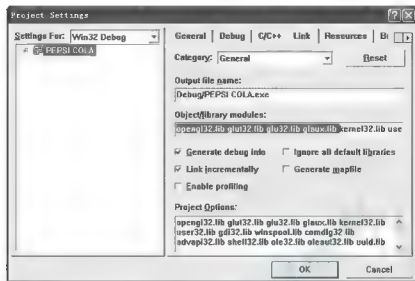 Project Settings
Settings For: Win32 Debug
PEPSI COLA
General Debug C/C++ Link Resources
Category: General
Reset
Output file name:
Debug/PEPSI COLA.exe
Object/library modules:
opengl32.lib glut32.lib glu32.lib glaux.lib kernel32.lib use
Generate debug info
Ignore all default libraries
Link incrementally
Generate mapfile
Enable profiling
Project Options:
opengl32.lib glut32.lib glu32.lib glaux.lib kernel32.lib
user32.lib gdi32.lib winspool.lib comdlg32.lib
advapi32.lib shell32.lib ole32.lib oleaut32.lib uuid.lib
OK
Cancel